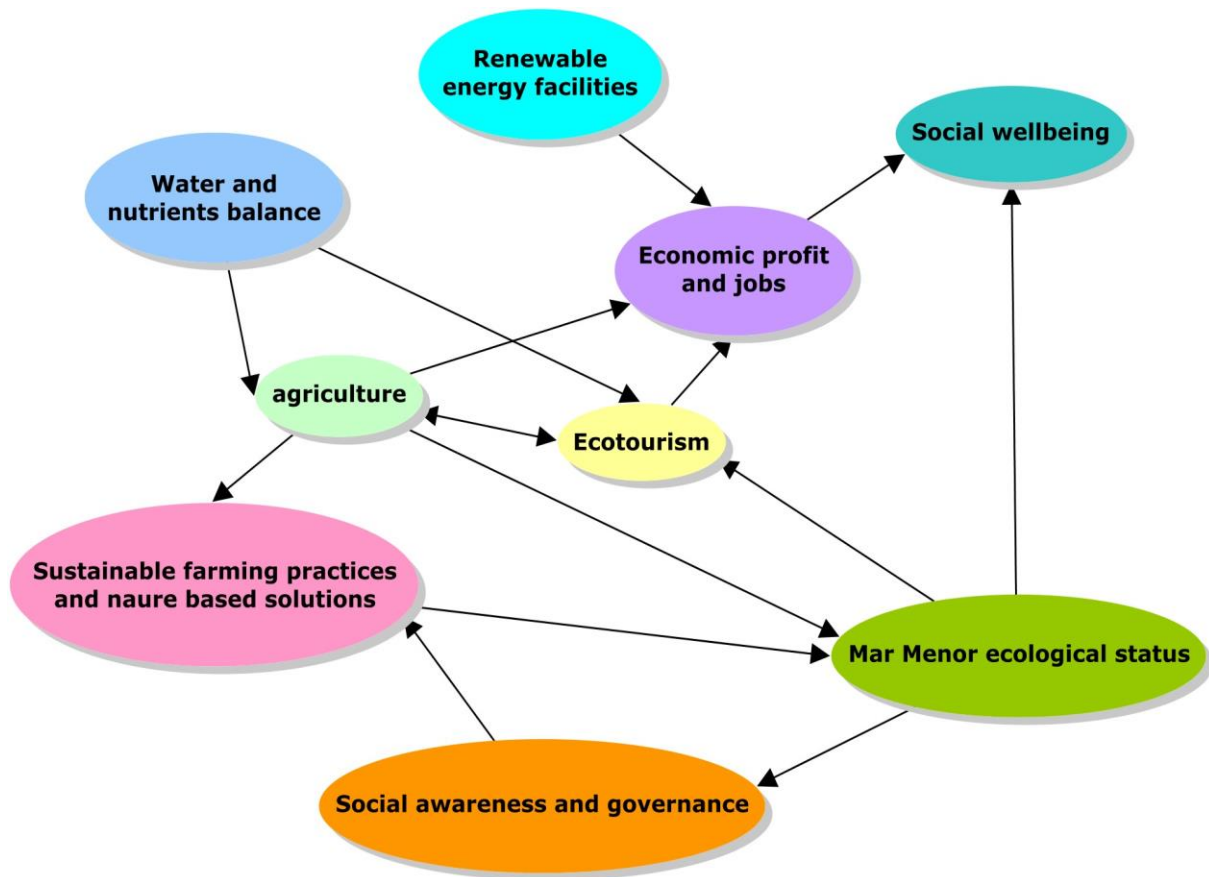 Renewable
energy facilities
Social wellbeing
Water and
nutrients balance
Economic profit
and jobs
agriculture
Ecotourism
Sustainable farming practices
and naure based solutions
Mar Menor ecological status
Social awareness and governance